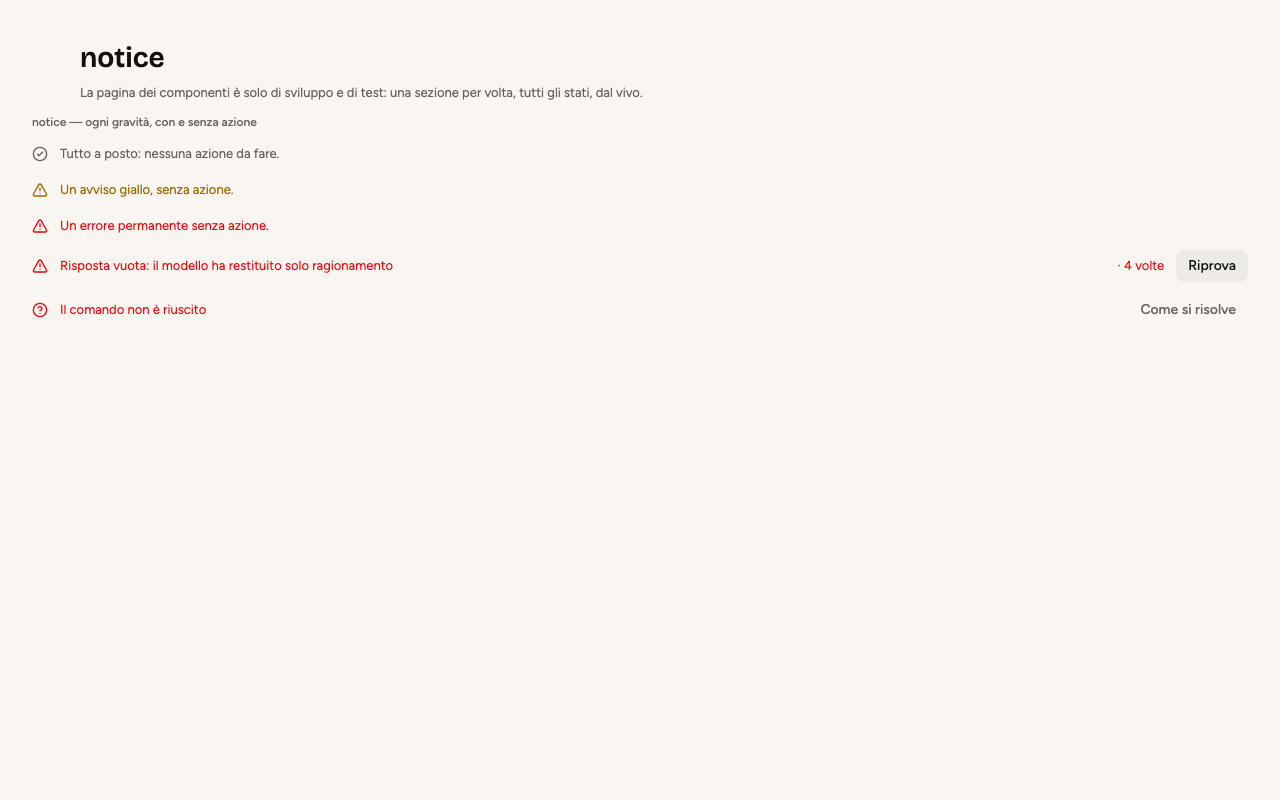 notice
La pagina dei componenti è solo di sviluppo e di test: una sezione per volta, tutti gli stati, dal vivo.
notice — ogni gravità, con e senza azione
Tutto a posto: nessuna azione da fare.
Un avviso giallo, senza azione.
Un errore permanente senza azione.
Risposta vuota: il modello ha restituito solo ragionamento · 4 volte Riprova
Il comando non è riuscito Come si risolve